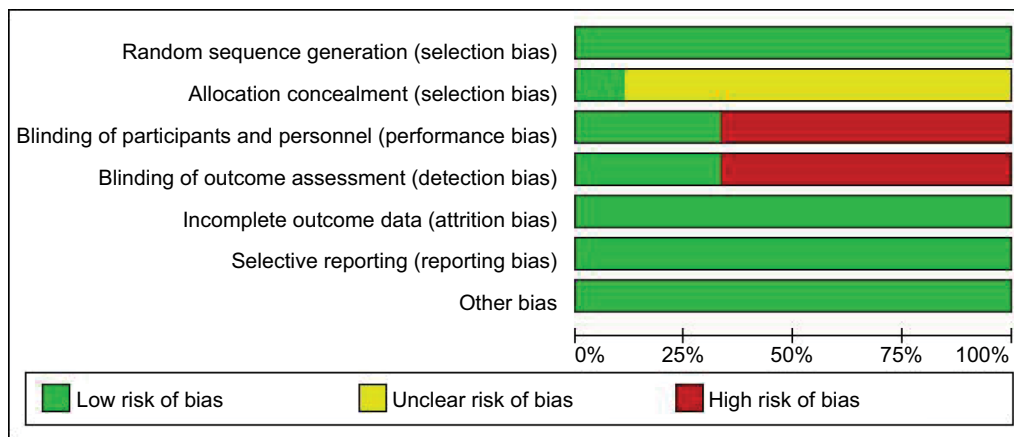 Random sequence generation (selection bias)
Allocation concealment (selection bias)
Blinding of participants and personnel (performance bias)
Blinding of outcome assessment (detection bias)
Incomplete outcome data (attrition bias)
Selective reporting (reporting bias)
Other bias
0% 25% 50% 75% 100%
Low risk of bias Unclear risk of bias High risk of bias